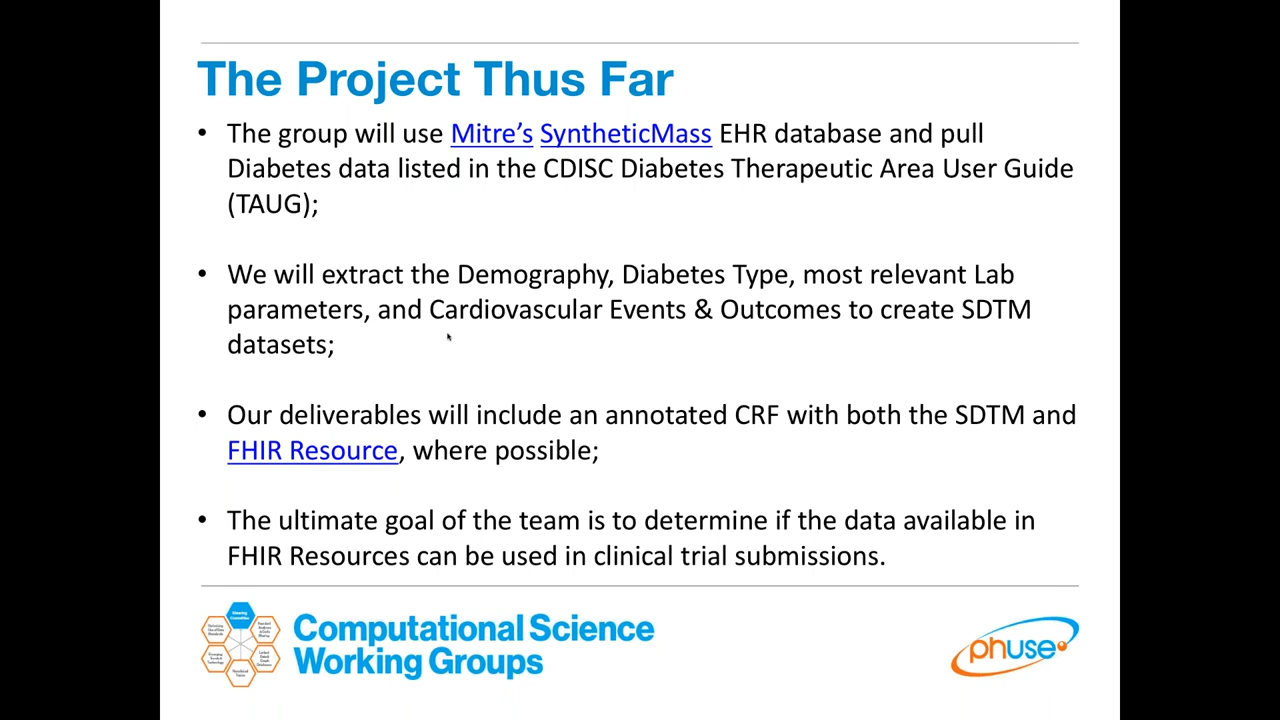 The Project Thus Far
• The group will use Mitre's SyntheticMass EHR database and pull
Diabetes data listed in the CDISC Diabetes Therapeutic Area User Guide
(TAUG);
• We will extract the Demography, Diabetes Type, most relevant Lab
parameters, and Cardiovascular Events & Outcomes to create SDTM
datasets;
• Our deliverables will include an annotated CRF with both the SDTM and
FHIR Resource, where possible;
• The ultimate goal of the team is to determine if the data available in
FHIR Resources can be used in clinical trial submissions.
Computational Science
Working Groups
phuse